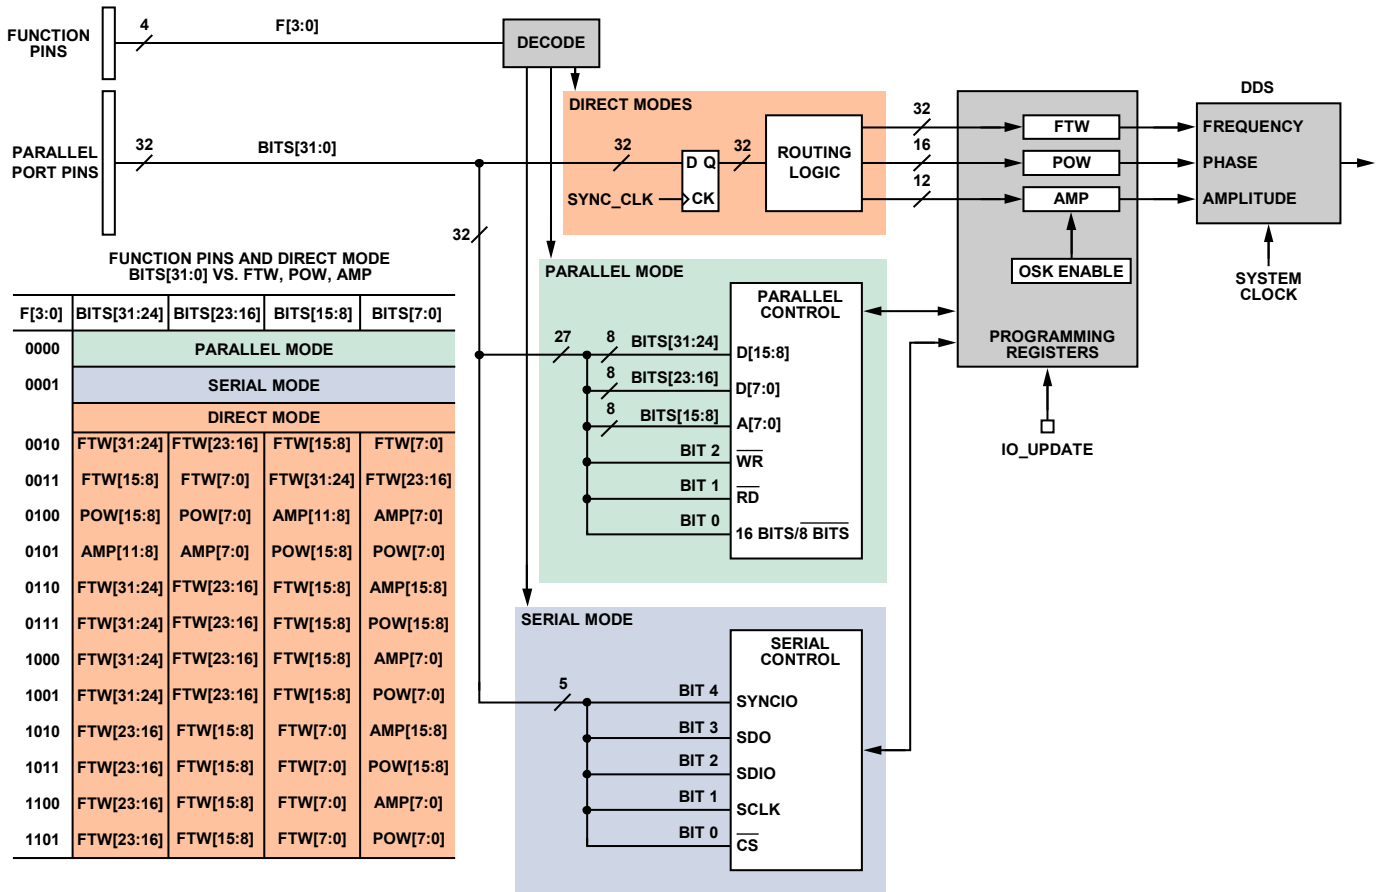 FUNCTION
PINS
4
F[3:0]
DECODE
PARALLEL
PORT PINS
32
BITS[31:0]
32
DIRECT MODES
32
D Q
CK
SYNC_CLK
32
ROUTING
LOGIC
32
16
12
FTW
POW
AMP
OSK ENABLE
PROGRAMMING
REGISTERS
IO_UPDATE
DDS
FREQUENCY
PHASE
AMPLITUDE
SYSTEM
CLOCK
PARALLEL MODE
27
PARALLEL
CONTROL
8 BITS[31:24] D[15:8]
8 BITS[23:16] D[7:0]
8 BITS[15:8] A[7:0]
BIT 2 WR
BIT 1 RD
BIT 0 16 BITS/8 BITS
SERIAL MODE
5
SERIAL
CONTROL
BIT 4 SYNCIO
BIT 3 SDO
BIT 2 SDIO
BIT 1 SCLK
BIT 0 CS
FUNCTION PINS AND DIRECT MODE
BITS[31:0] VS. FTW, POW, AMP
F[3:0] BITS[31:24] BITS[23:16] BITS[15:8] BITS[7:0]
0000 PARALLEL MODE
0001 SERIAL MODE
DIRECT MODE
0010 FTW[31:24] FTW[23:16] FTW[15:8] FTW[7:0]
0011 FTW[15:8] FTW[7:0] FTW[31:24] FTW[23:16]
0100 POW[15:8] POW[7:0] AMP[11:8] AMP[7:0]
0101 AMP[11:8] AMP[7:0] POW[15:8] POW[7:0]
0110 FTW[31:24] FTW[23:16] FTW[15:8] AMP[15:8]
0111 FTW[31:24] FTW[23:16] FTW[15:8] POW[15:8]
1000 FTW[31:24] FTW[23:16] FTW[15:8] AMP[7:0]
1001 FTW[31:24] FTW[23:16] FTW[15:8] POW[7:0]
1010 FTW[23:16] FTW[15:8] FTW[7:0] AMP[15:8]
1011 FTW[23:16] FTW[15:8] FTW[7:0] POW[15:8]
1100 FTW[23:16] FTW[15:8] FTW[7:0] AMP[7:0]
1101 FTW[23:16] FTW[15:8] FTW[7:0] POW[7:0]